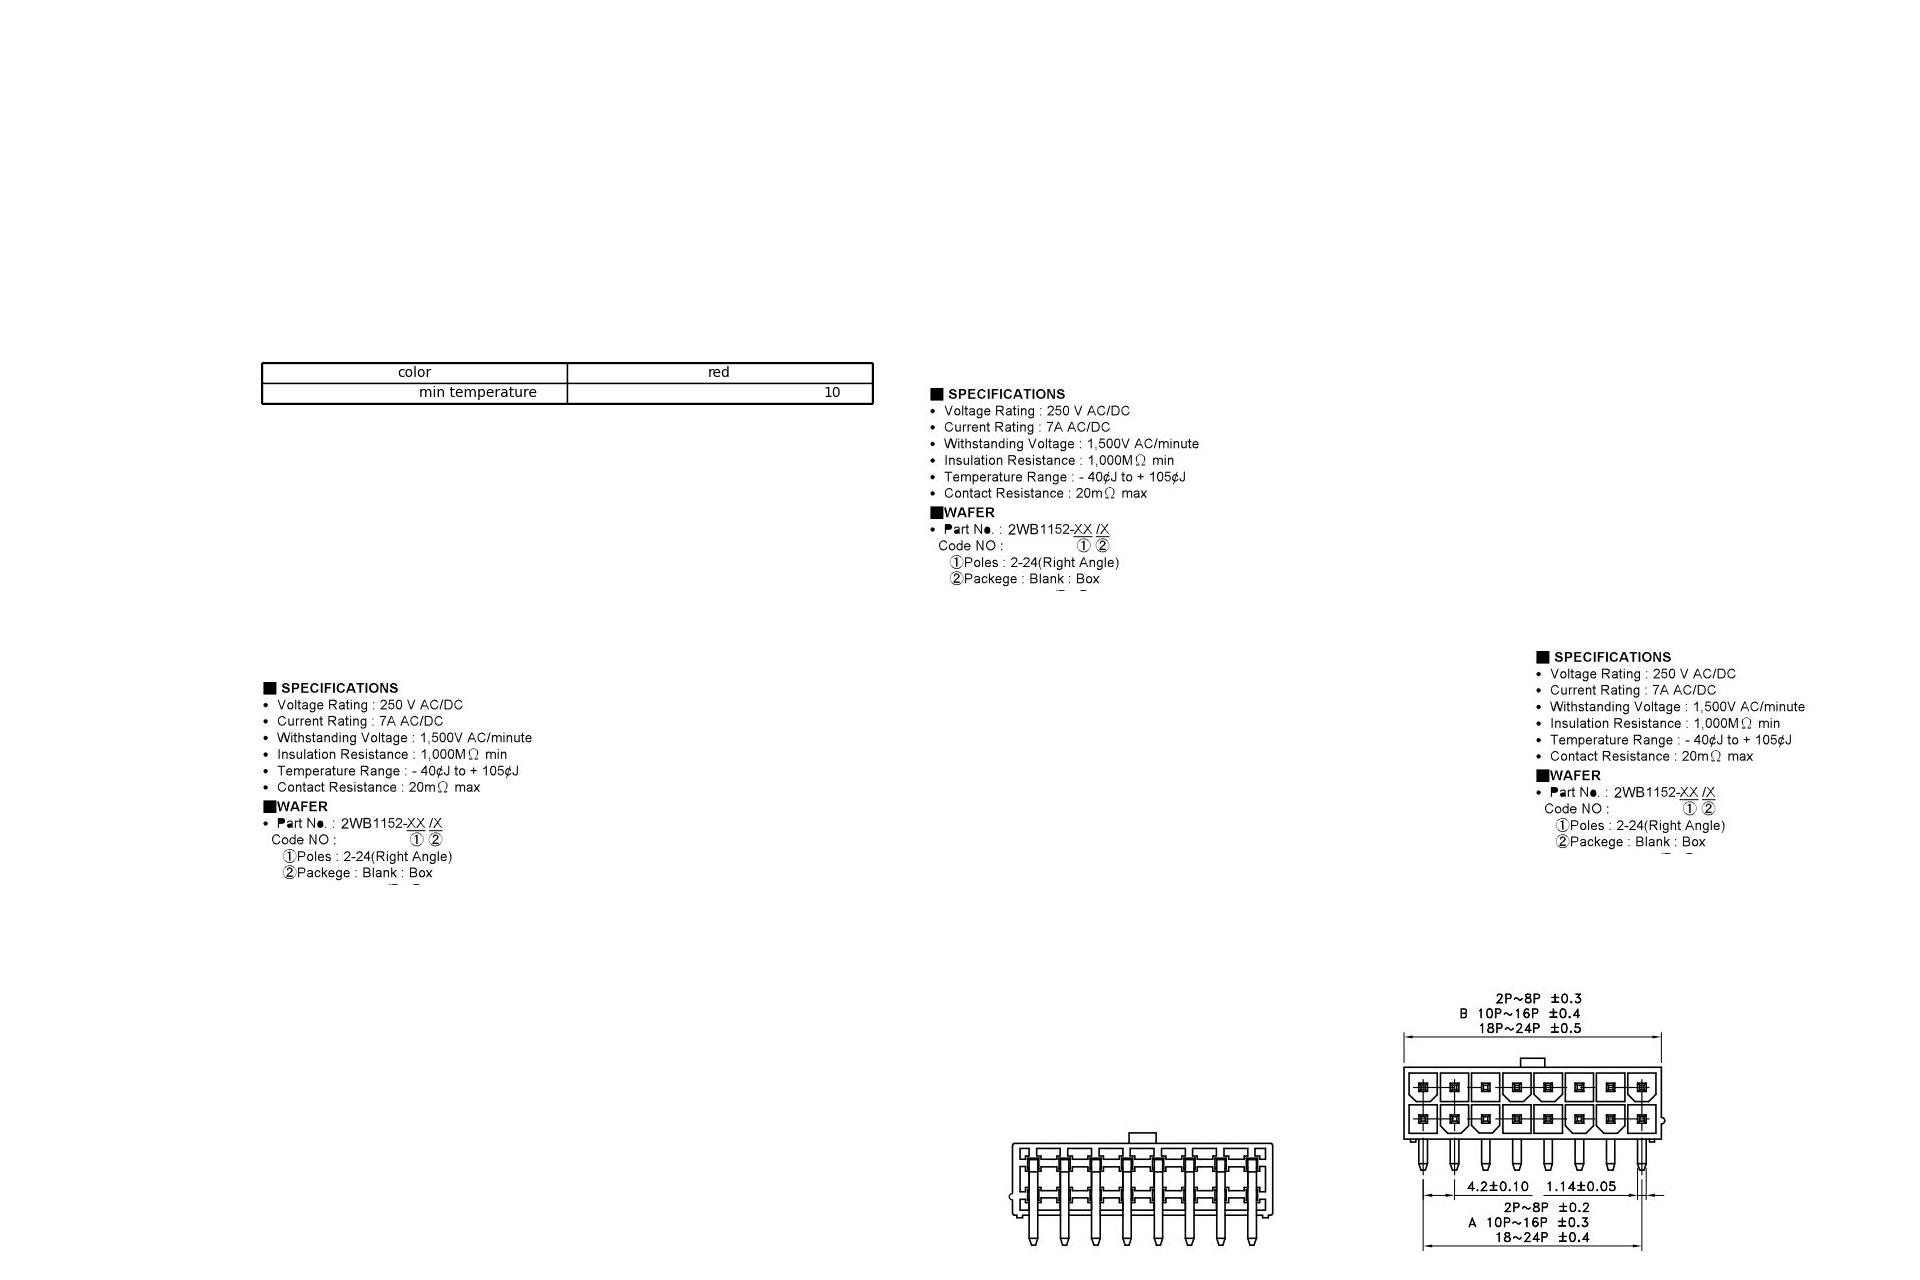 color red
min temperature 10
■ SPECIFICATIONS
• Voltage Rating : 250 V AC/DC
• Current Rating : 7A AC/DC
• Withstanding Voltage : 1,500V AC/minute
• Insulation Resistance : 1,000MΩ min
• Temperature Range : - 40¢J to + 105¢J
• Contact Resistance : 20mΩ max
■WAFER
• Part No. : 2WB1152-XX /X
Code NO : ① ②
①Poles : 2-24(Right Angle)
②Packege : Blank : Box
■ SPECIFICATIONS
• Voltage Rating : 250 V AC/DC
• Current Rating : 7A AC/DC
• Withstanding Voltage : 1,500V AC/minute
• Insulation Resistance : 1,000MΩ min
• Temperature Range : - 40¢J to + 105¢J
• Contact Resistance : 20mΩ max
■WAFER
• Part No. : 2WB1152-XX /X
Code NO : ① ②
①Poles : 2-24(Right Angle)
②Packege : Blank : Box
■ SPECIFICATIONS
• Voltage Rating : 250 V AC/DC
• Current Rating : 7A AC/DC
• Withstanding Voltage : 1,500V AC/minute
• Insulation Resistance : 1,000MΩ min
• Temperature Range : - 40¢J to + 105¢J
• Contact Resistance : 20mΩ max
■WAFER
• Part No. : 2WB1152-XX /X
Code NO : ① ②
①Poles : 2-24(Right Angle)
②Packege : Blank : Box
2P~8P ±0.3
B 10P~16P ±0.4
18P~24P ±0.5
4.2±0.10 1.14±0.05
2P~8P ±0.2
A 10P~16P ±0.3
18~24P ±0.4